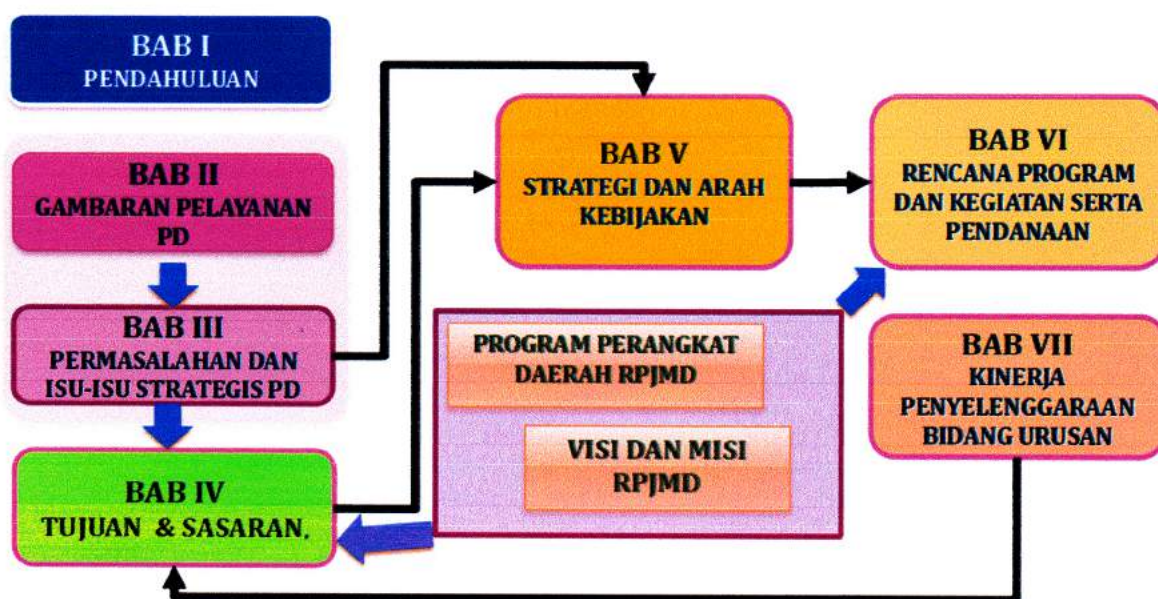 BAB I
PENDAHULUAN
BAB II
GAMBARAN PELAYANAN
PD
BAB III
PERMASALAHAN DAN
ISU-ISU STRATEGIS PD
BAB IV
TUJUAN & SASARAN.
BAB V
STRATEGI DAN ARAH
KEBIJAKAN
BAB VI
RENCANA PROGRAM
DAN KEGIATAN SERTA
PENDANAAN
PROGRAM PERANGKAT
DAERAH RPJMD
VISI DAN MISI
RPJMD
BAB VII
KINERJA
PENYELENGGARAAN
BIDANG URUSAN